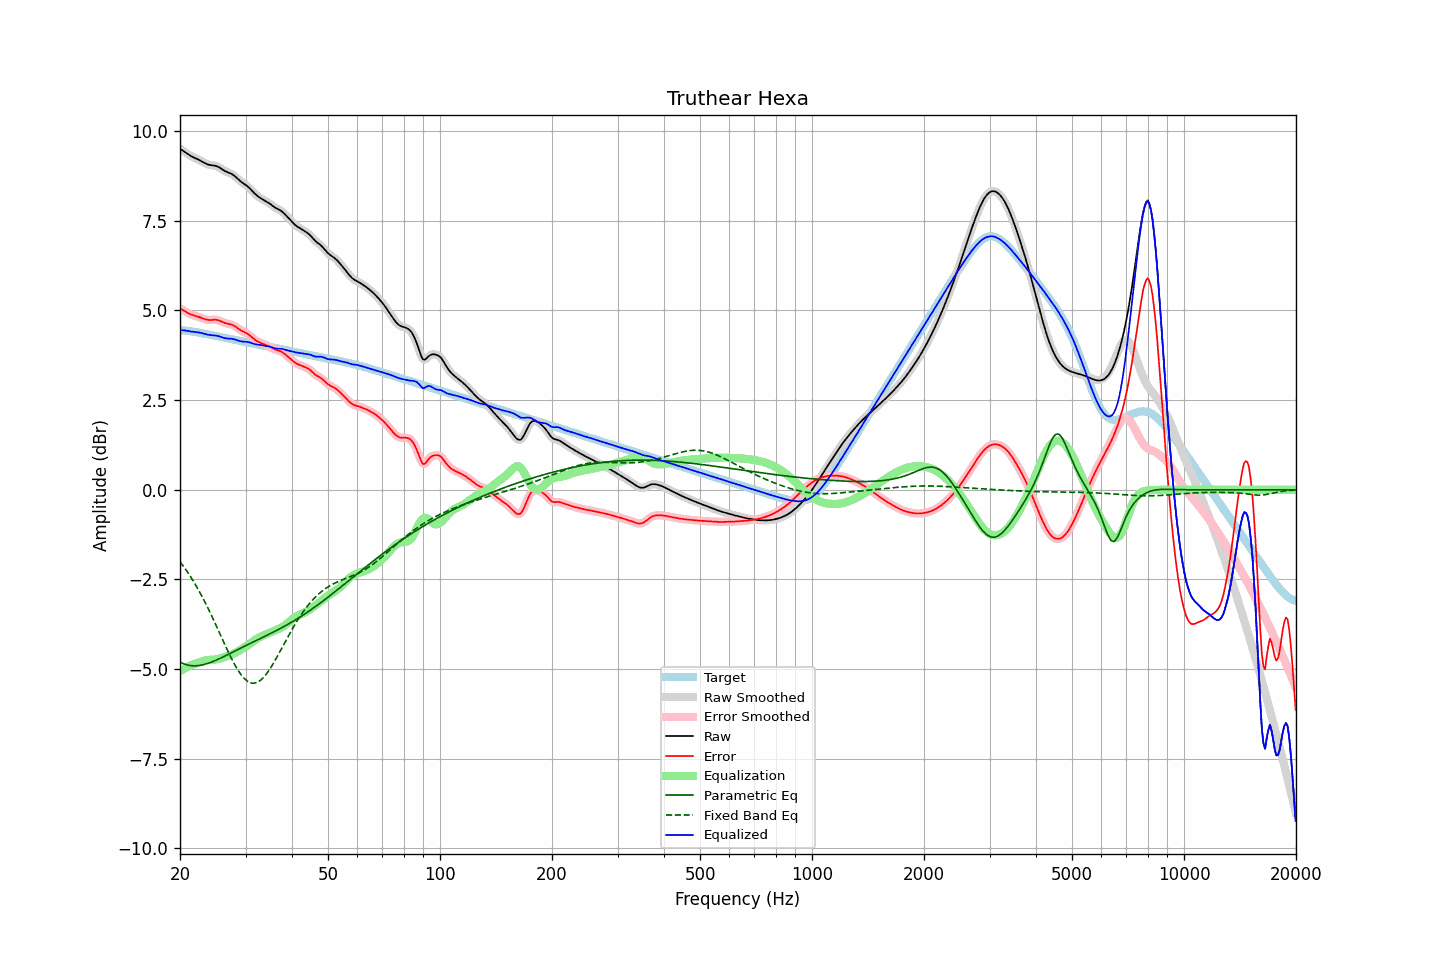 Truthear Hexa
Amplitude (dBr)
10.0
7.5
5.0
2.5
0.0
−2.5
−5.0
−7.5
−10.0
Target
Raw Smoothed
Error Smoothed
Raw
Error
Equalization
Parametric Eq
Fixed Band Eq
Equalized
20 50 100 200 500 1000 2000 5000 10000 20000
Frequency (Hz)